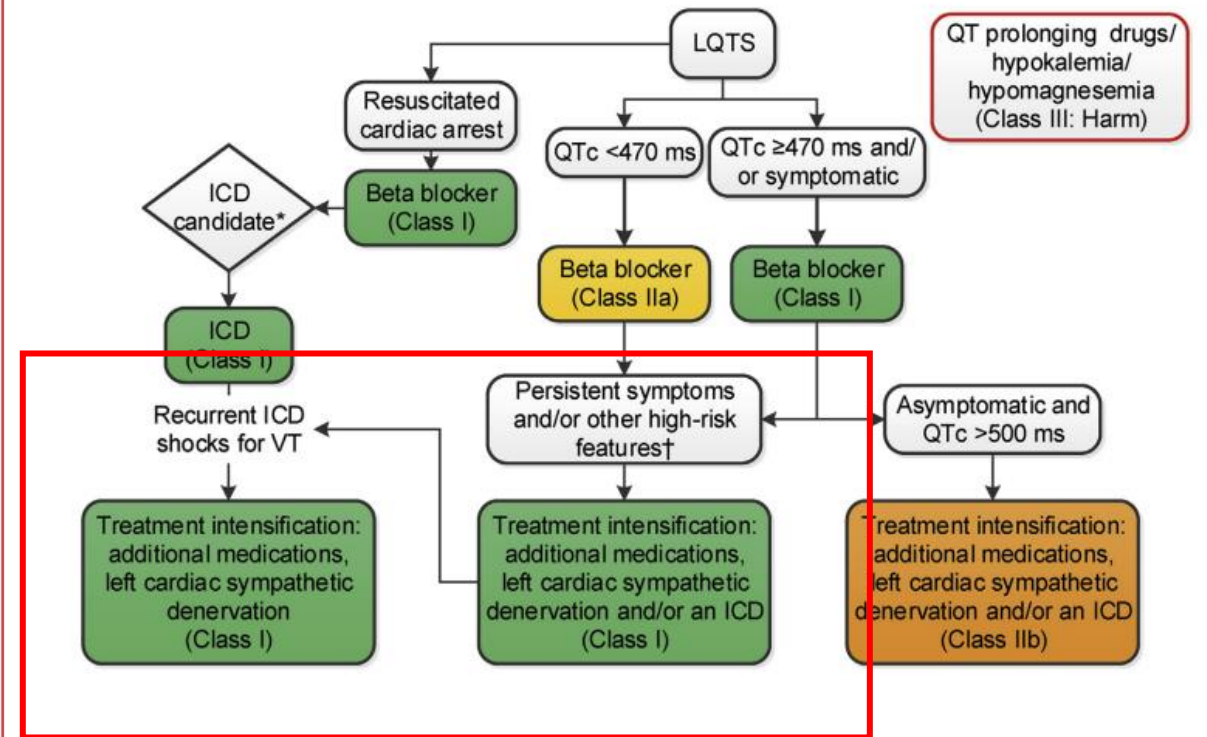 LQTS
QT prolonging drugs/
hypokalemia/
hypomagnesemia
(Class III: Harm)
Resuscitated
cardiac arrest
QTc <470 ms
QTc ≥470 ms and/
or symptomatic
ICD
candidate*
Beta blocker
(Class I)
Beta blocker
(Class IIa)
Beta blocker
(Class I)
ICD
(Class I)
Recurrent ICD
shocks for VT
Persistent symptoms
and/or other high-risk
features†
Asymptomatic and
QTc >500 ms
Treatment intensification:
additional medications,
left cardiac sympathetic
denervation
(Class I)
Treatment intensification:
additional medications,
left cardiac sympathetic
denervation and/or an ICD
(Class I)
Treatment intensification:
additional medications,
left cardiac sympathetic
denervation and/or an ICD
(Class IIb)